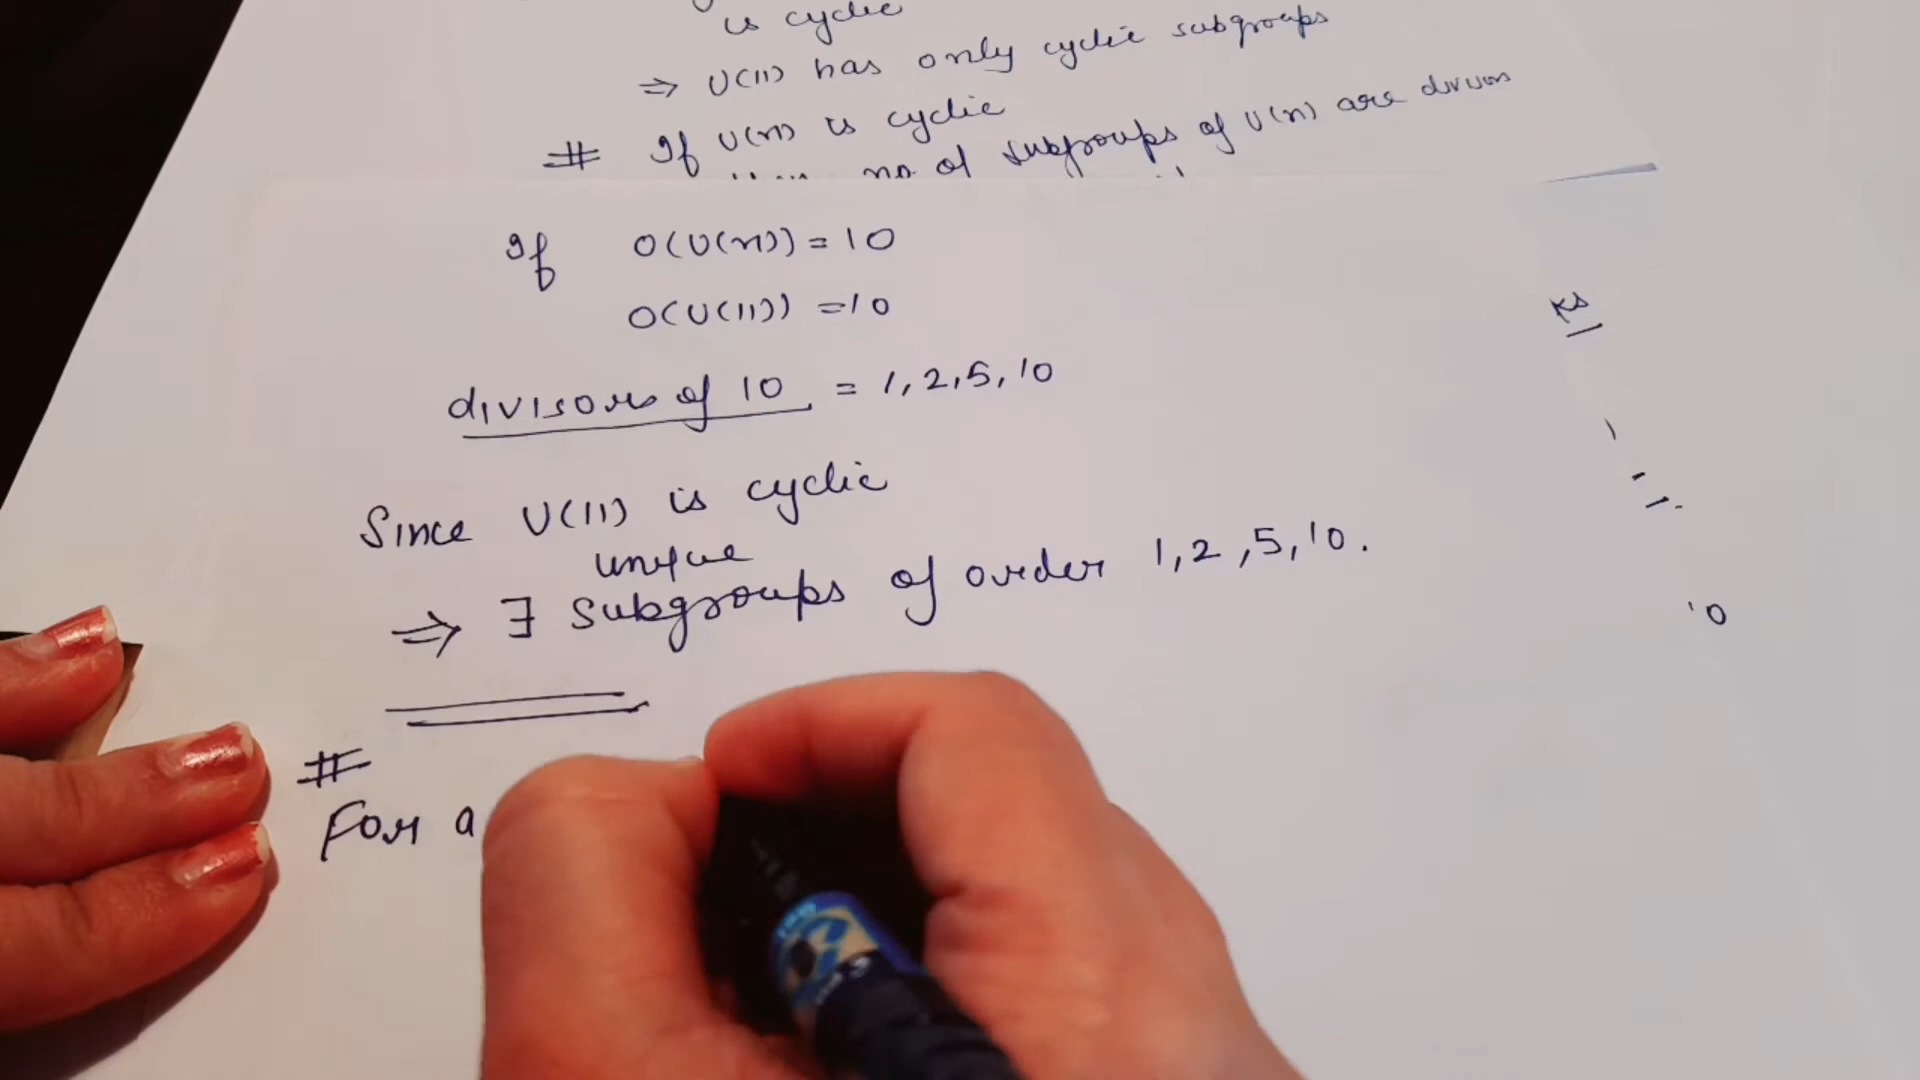 is cyclic
⇒ U(11) has only cyclic subgroups
# If U(n) is cyclic
no. of subgroups of U(n) are
If O(U(n)) = 10
O(U(11)) = 10
divisors of 10 = 1, 2, 5, 10
Since U(11) is cyclic
unique
⇒ ∃ subgroups of order 1, 2, 5, 10.
#
For a